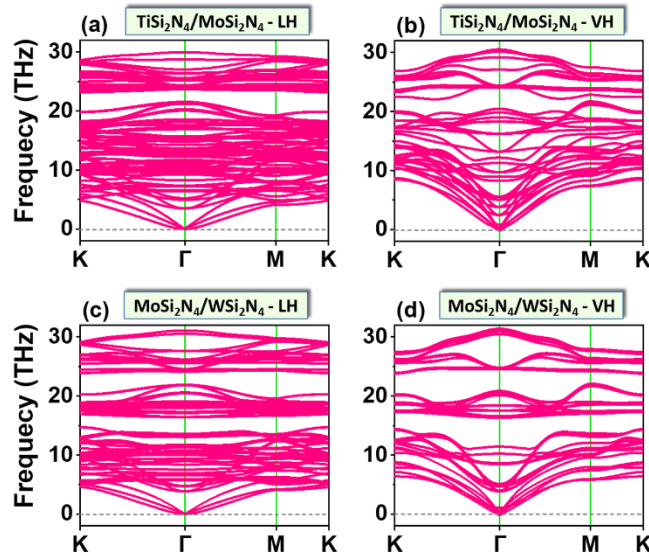 (a) TiSi₂N₄/MoSi₂N₄ - LH
(b) TiSi₂N₄/MoSi₂N₄ - VH
Frequecy (THz)
30
20
10
0
K Γ M K
30
20
10
0
K Γ M K
(c) MoSi₂N₄/WSi₂N₄ - LH
(d) MoSi₂N₄/WSi₂N₄ - VH
Frequecy (THz)
30
20
10
0
K Γ M K
30
20
10
0
K Γ M K